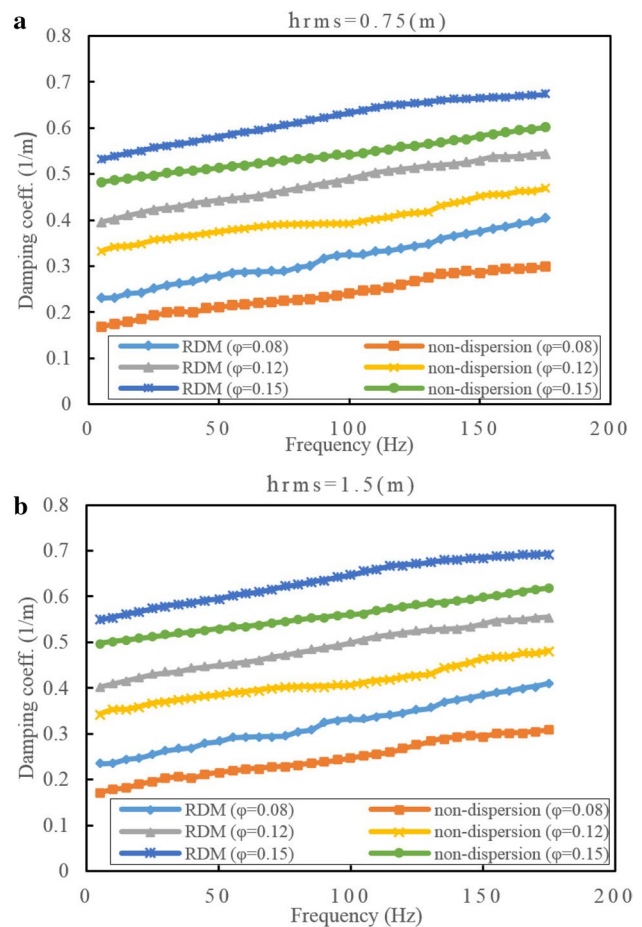 a
hrms=0.75(m)
0.8
0.7
0.6
0.5
0.4
0.3
0.2
0.1
0
Damping coeff. (1/m)
RDM (φ=0.08)
non-dispersion (φ=0.08)
RDM (φ=0.12)
non-dispersion (φ=0.12)
RDM (φ=0.15)
non-dispersion (φ=0.15)
0 50 100 150 200
Frequency (Hz)
b
hrms=1.5(m)
0.8
0.7
0.6
0.5
0.4
0.3
0.2
0.1
0
Damping coeff. (1/m)
RDM (φ=0.08)
non-dispersion (φ=0.08)
RDM (φ=0.12)
non-dispersion (φ=0.12)
RDM (φ=0.15)
non-dispersion (φ=0.15)
0 50 100 150 200
Frequency (Hz)